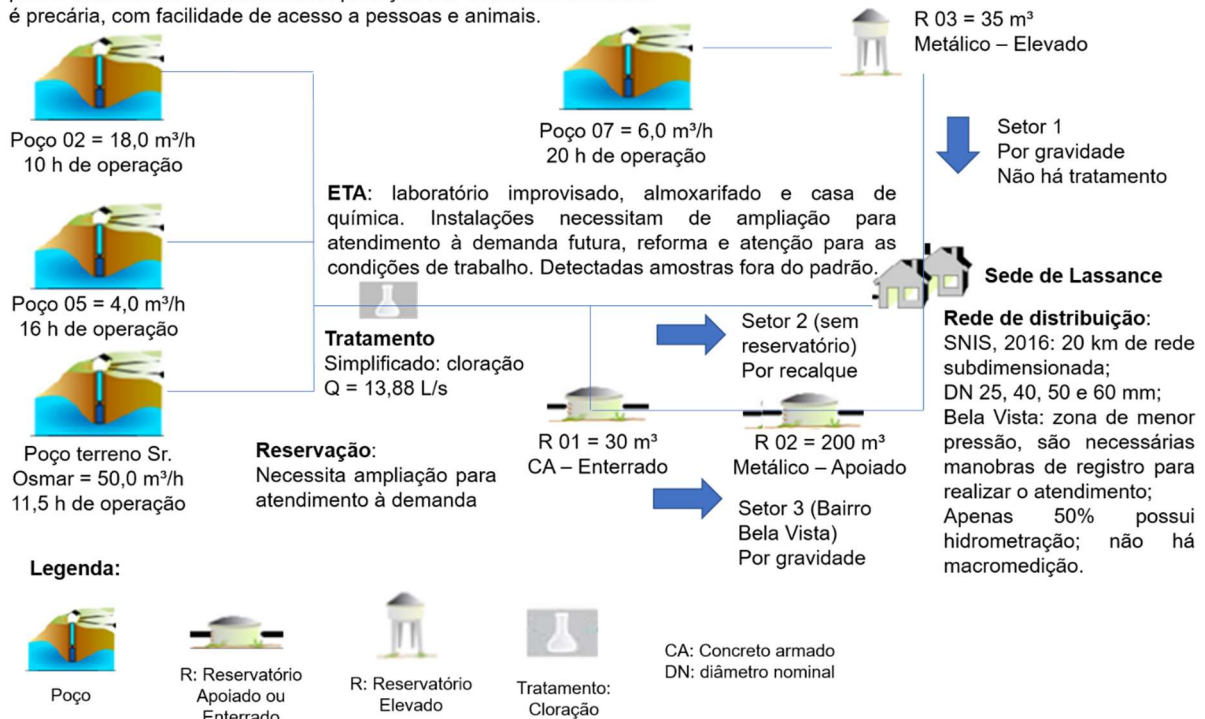 é precária, com facilidade de acesso a pessoas e animais.
Poço 02 = 18,0 m³/h
10 h de operação
Poço 07 = 6,0 m³/h
20 h de operação
R 03 = 35 m³
Metálico – Elevado
Setor 1
Por gravidade
Não há tratamento
ETA: laboratório improvisado, almoxarifado e casa de
química. Instalações necessitam de ampliação para
atendimento à demanda futura, reforma e atenção para as
condições de trabalho. Detectadas amostras fora do padrão.
Poço 05 = 4,0 m³/h
16 h de operação
Tratamento
Simplificado: cloração
Q = 13,88 L/s
Setor 2 (sem
reservatório)
Por recalque
Sede de Lassance
Rede de distribuição:
SNIS, 2016: 20 km de rede
subdimensionada;
DN 25, 40, 50 e 60 mm;
Bela Vista: zona de menor
pressão, são necessárias
manobras de registro para
realizar o atendimento;
Apenas 50% possui
hidrometração; não há
macromedição.
Poço terreno Sr.
Osmar = 50,0 m³/h
11,5 h de operação
Reservação:
Necessita ampliação para
atendimento à demanda
R 01 = 30 m³
CA – Enterrado
R 02 = 200 m³
Metálico – Apoiado
Setor 3 (Bairro
Bela Vista)
Por gravidade
Legenda:
Poço
R: Reservatório
Apoiado ou
Enterrado
R: Reservatório
Elevado
Tratamento:
Cloração
CA: Concreto armado
DN: diâmetro nominal